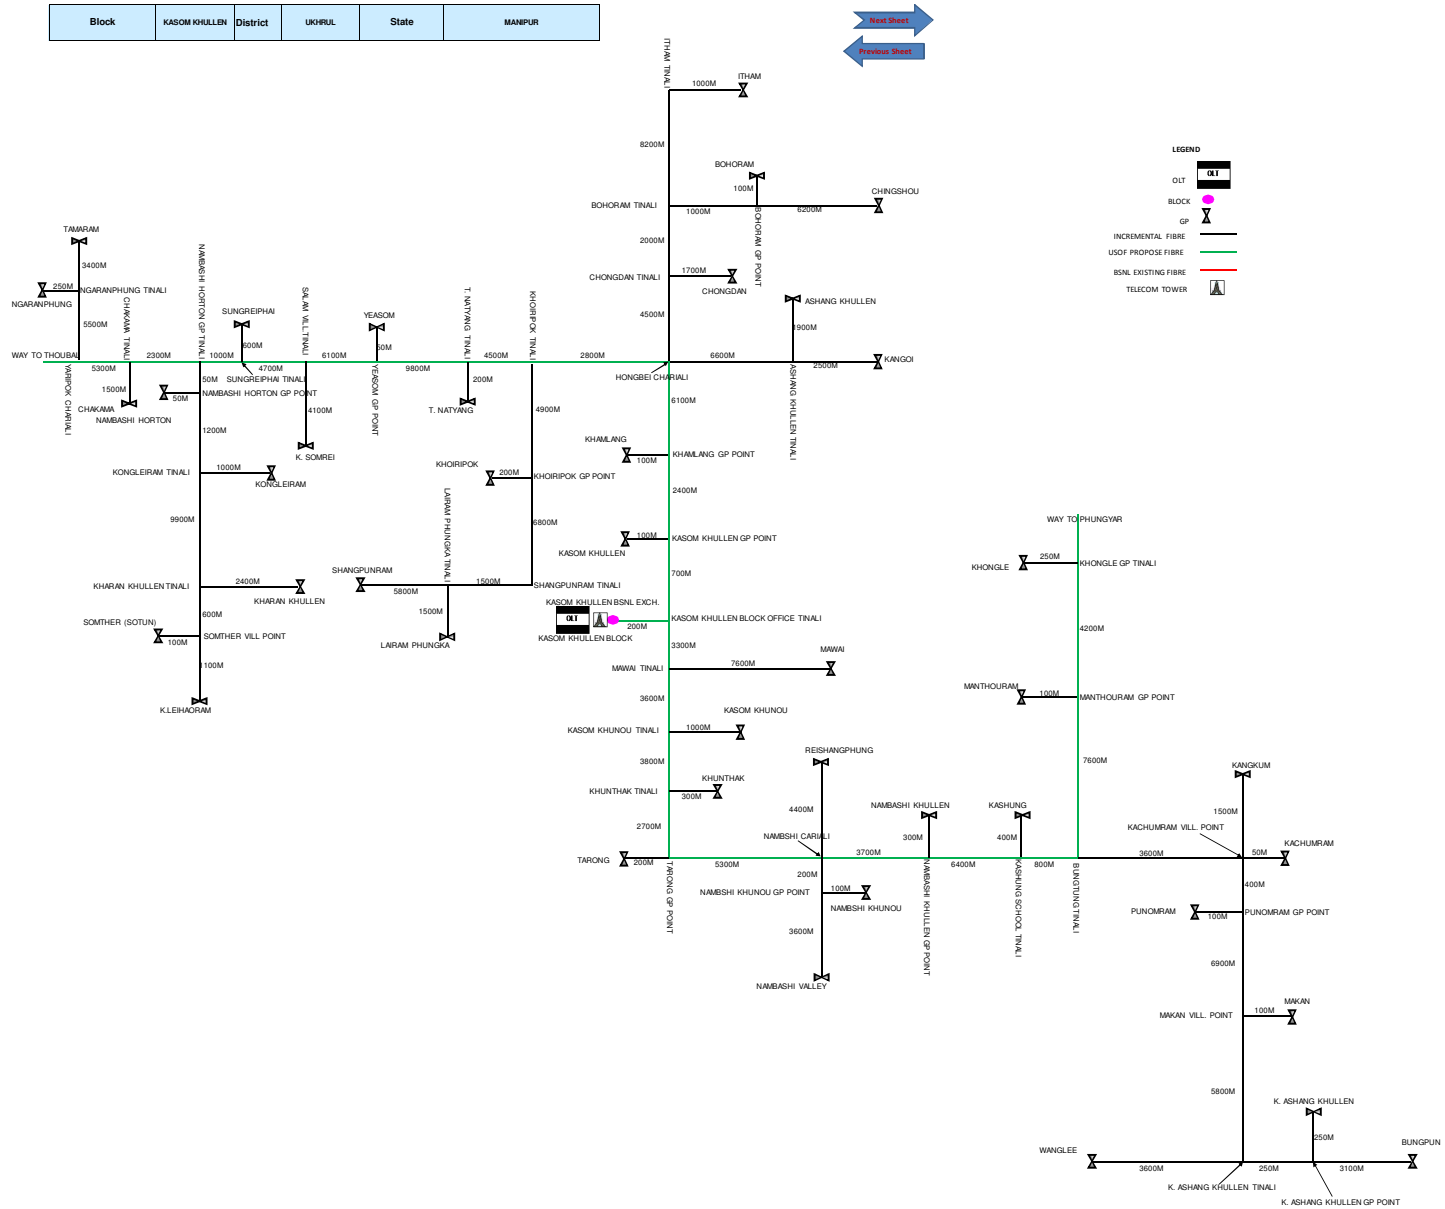 Block KASOM KHULLEN District UKHRUL State MANIPUR
Next Sheet
Previous Sheet
LEGEND
OLT OLT
BLOCK
GP
INCREMENTAL FIBRE
USOF PROPOSE FIBRE
BSNL EXISTING FIBRE
TELECOM TOWER
ITHAM TINALI
1000M
ITHAM
8200M
BOHORAM
100M
CHINGSHOU
BOHORAM TINALI
1000M
6200M
BOHORAM GP POINT
2000M
CHONGDAN TINALI
1700M
CHONGDAN
4500M
ASHANG KHULLEN
1900M
6600M
2500M
KANGOI
HONGBEI CHARIALI
ASHANG KHULLEN TINALI
TAMARAM
3400M
250M
NGARANPHUNG TINALI
NGARANPHUNG
5500M
WAY TO THOUBAL
YARIPOK CHARIALI
5300M
CHAKAMA TINALI
1500M
CHAKAMA
2300M
NAMBASHI HORTON GP TINALI
50M
NAMBASHI HORTON GP POINT
50M
NAMBASHI HORTON
1200M
KONGLEIRAM TINALI
1000M
KONGLEIRAM
9900M
KHARAN KHULLEN TINALI
2400M
KHARAN KHULLEN
600M
SOMTHER (SOTUN)
100M
SOMTHER VILL POINT
1100M
K.LEIHAORAM
1000M
SUNGREIPHAI
600M
SUNGREIPHAI TINALI
4700M
SALAM VILL.TINALI
4100M
K. SOMREI
6100M
YEASOM
50M
YEASOM GP POINT
9800M
T. NATYANG TINALI
200M
T. NATYANG
4500M
KHOIRIPOK TINALI
2800M
4900M
KHOIRIPOK
200M
KHOIRIPOK GP POINT
6800M
LAIRAM PHUNGKA TINALI
SHANGPUNRAM
5800M
1500M
SHANGPUNRAM TINALI
1500M
LAIRAM PHUNGKA
6100M
KHAMLANG
100M
KHAMLANG GP POINT
2400M
100M
KASOM KHULLEN GP POINT
KASOM KHULLEN
700M
KASOM KHULLEN BSNL EXCH.
OLT
200M
KASOM KHULLEN BLOCK OFFICE TINALI
KASOM KHULLEN BLOCK
3300M
MAWAI TINALI
7600M
MAWAI
3600M
KASOM KHUNOU TINALI
1000M
KASOM KHUNOU
3800M
KHUNTHAK TINALI
300M
KHUNTHAK
2700M
TARONG
200M
TARONG GP POINT
5300M
REISHANGPHUNG
4400M
NAMBSHI CARIALI
200M
NAMBSHI KHUNOU GP POINT
100M
NAMBSHI KHUNOU
3600M
NAMBASHI VALLEY
3700M
NAMBASHI KHULLEN
300M
NAMBASHI KHULLEN GP POINT
6400M
KASHUNG
400M
KASHUNG SCHOOL TINALI
800M
BUNGTUNG TINALI
WAY TO PHUNGYAR
KHONGLE
250M
KHONGLE GP TINALI
4200M
MANTHOURAM
100M
MANTHOURAM GP POINT
7600M
KANGKUM
1500M
KACHUMRAM VILL. POINT
3600M
50M
KACHUMRAM
400M
PUNOMRAM
100M
PUNOMRAM GP POINT
6900M
MAKAN VILL. POINT
100M
MAKAN
5800M
K. ASHANG KHULLEN
250M
WANGLEE
3600M
250M
3100M
BUNGPUN
K. ASHANG KHULLEN TINALI
K. ASHANG KHULLEN GP POINT